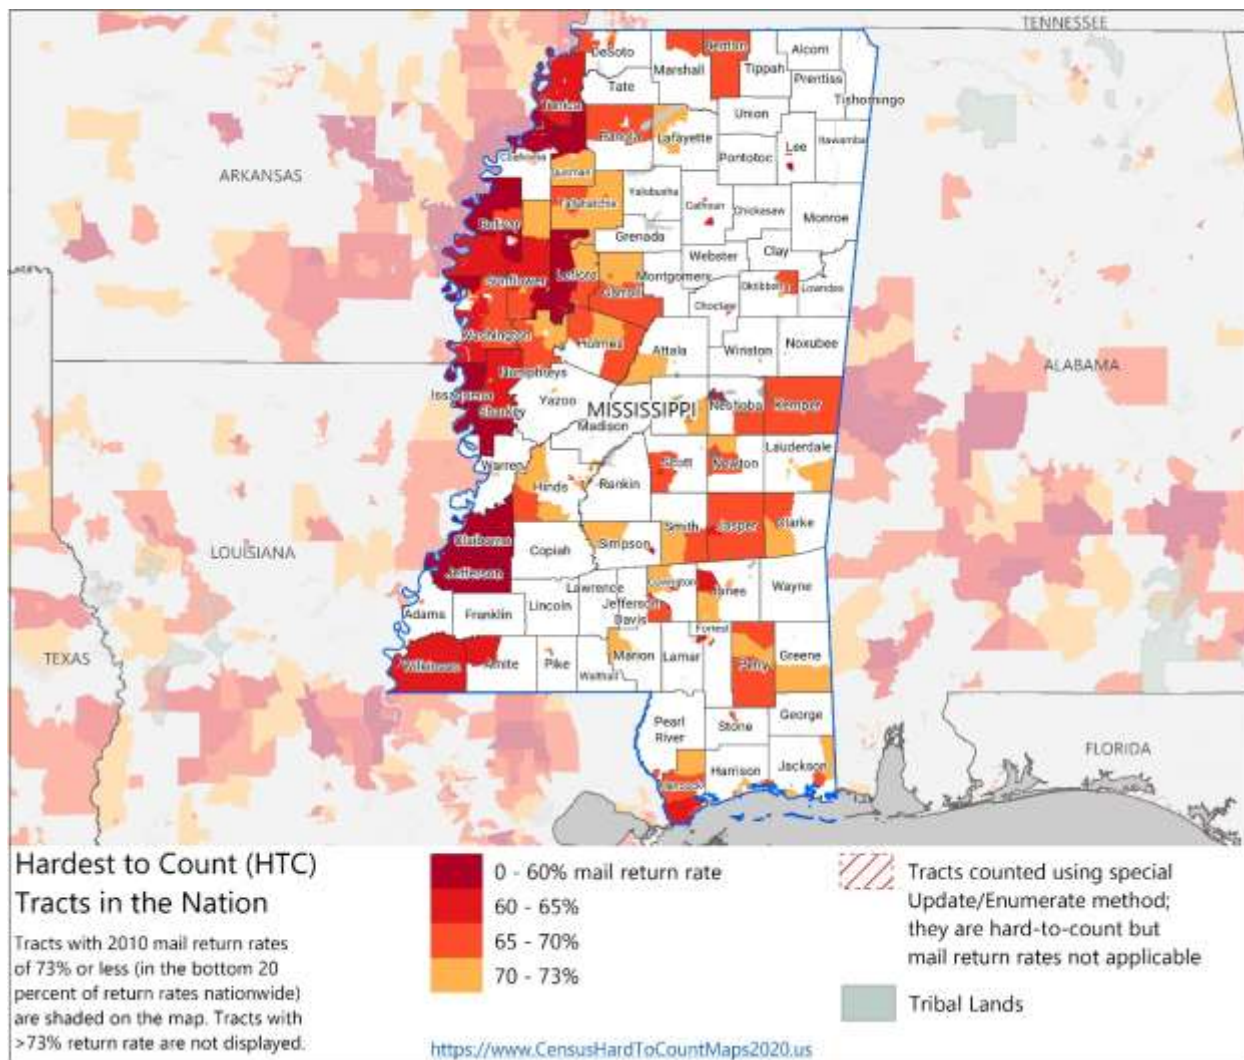 TENNESSEE
DeSoto
Benton
Alcorn
Marshall
Tippah
Prentiss
Tate
Tishomingo
Tunica
Union
Panola
Lafayette
Itawamba
Lee
Pontotoc
Coahoma
ARKANSAS
Quitman
Yalobusha
Tallahatchie
Calhoun
Chickasaw
Monroe
Bolivar
Grenada
Clay
Webster
Leflore
Montgomery
Sunflower
Carroll
Oktibbeha
Lowndes
Choctaw
Washington
Holmes
Attala
Winston
Noxubee
ALABAMA
Humphreys
Issaquena
Sharkey
Yazoo
MISSISSIPPI
Neshoba
Kemper
Madison
Lauderdale
Warren
Scott
Newton
Hinds
Rankin
Smith
Jasper
Clarke
Claiborne
Simpson
LOUISIANA
Copiah
Jefferson
Lawrence
Covington
Jones
Wayne
Lincoln
Jefferson
Davis
Adams
Franklin
Forrest
TEXAS
Wilkinson
Amite
Pike
Marion
Lamar
Perry
Greene
Walthall
Pearl
River
Stone
George
FLORIDA
Hancock
Harrison
Jackson
Hardest to Count (HTC)
Tracts in the Nation
Tracts with 2010 mail return rates
of 73% or less (in the bottom 20
percent of return rates nationwide)
are shaded on the map. Tracts with
>73% return rate are not displayed.
0 - 60% mail return rate
60 - 65%
65 - 70%
70 - 73%
https://www.CensusHardToCountMaps2020.us
Tracts counted using special
Update/Enumerate method;
they are hard-to-count but
mail return rates not applicable
Tribal Lands